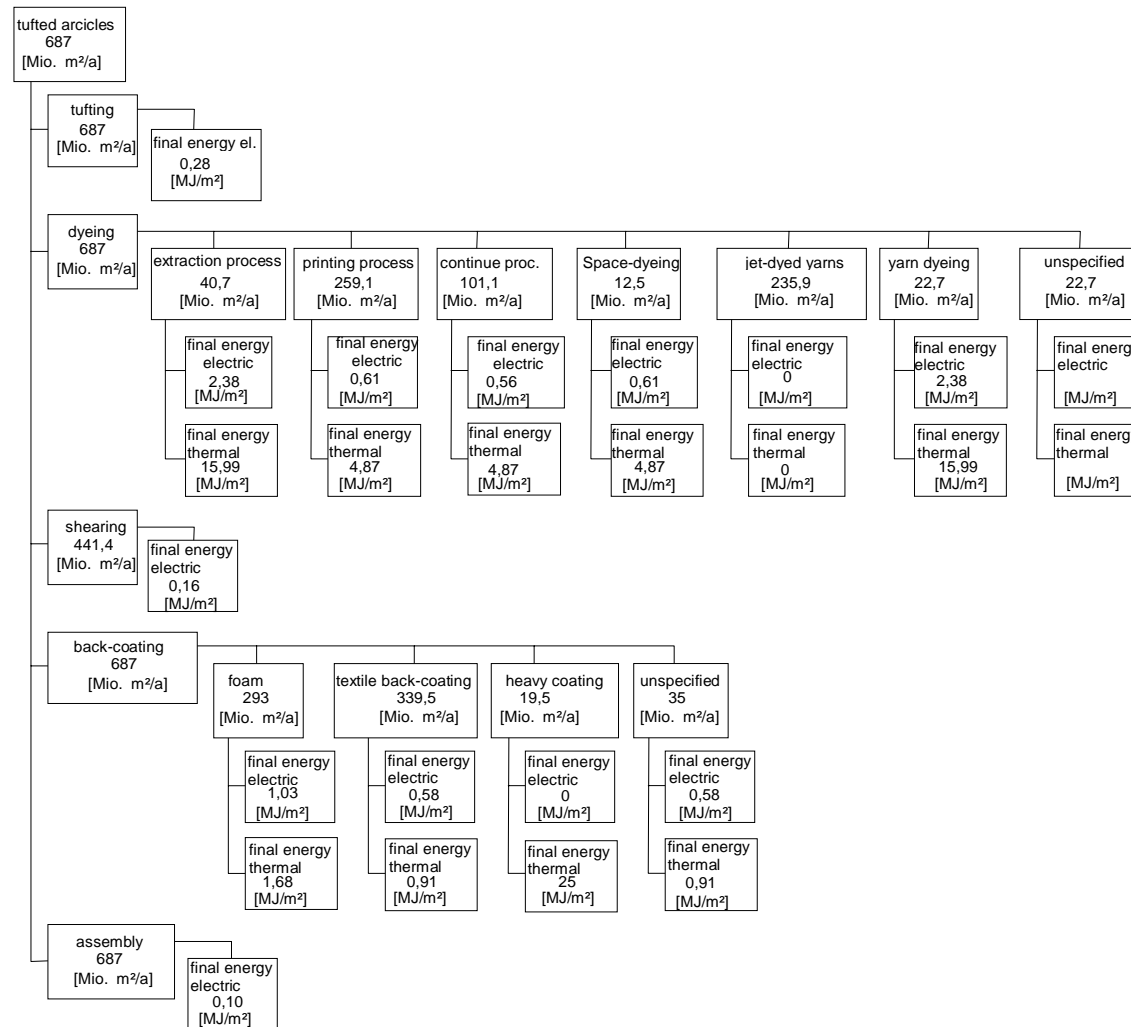 tufted arcicles
687
[Mio. m²/a]
tufting
687
[Mio. m²/a]
final energy el.
0,28
[MJ/m²]
dyeing
687
[Mio. m²/a]
extraction process
40,7
[Mio. m²/a]
printing process
259,1
[Mio. m²/a]
continue proc.
101,1
[Mio. m²/a]
Space-dyeing
12,5
[Mio. m²/a]
jet-dyed yarns
235,9
[Mio. m²/a]
yarn dyeing
22,7
[Mio. m²/a]
unspecified
22,7
[Mio. m²/a]
final energy
electric
2,38
[MJ/m²]
final energy
electric
0,61
[MJ/m²]
final energy
electric
0,56
[MJ/m²]
final energy
electric
0,61
[MJ/m²]
final energy
electric
0
[MJ/m²]
final energy
electric
2,38
[MJ/m²]
final energ
electric
[MJ/m²]
final energy
thermal
15,99
[MJ/m²]
final energy
thermal
4,87
[MJ/m²]
final energy
thermal
4,87
[MJ/m²]
final energy
thermal
4,87
[MJ/m²]
final energy
thermal
0
[MJ/m²]
final energy
thermal
15,99
[MJ/m²]
final energ
thermal
[MJ/m²]
shearing
441,4
[Mio. m²/a]
final energy
electric
0,16
[MJ/m²]
back-coating
687
[Mio. m²/a]
foam
293
[Mio. m²/a]
textile back-coating
339,5
[Mio. m²/a]
heavy coating
19,5
[Mio. m²/a]
unspecified
35
[Mio. m²/a]
final energy
electric
1,03
[MJ/m²]
final energy
electric
0,58
[MJ/m²]
final energy
electric
0
[MJ/m²]
final energy
electric
0,58
[MJ/m²]
final energy
thermal
1,68
[MJ/m²]
final energy
thermal
0,91
[MJ/m²]
final energy
thermal
25
[MJ/m²]
final energy
thermal
0,91
[MJ/m²]
assembly
687
[Mio. m²/a]
final energy
electric
0,10
[MJ/m²]